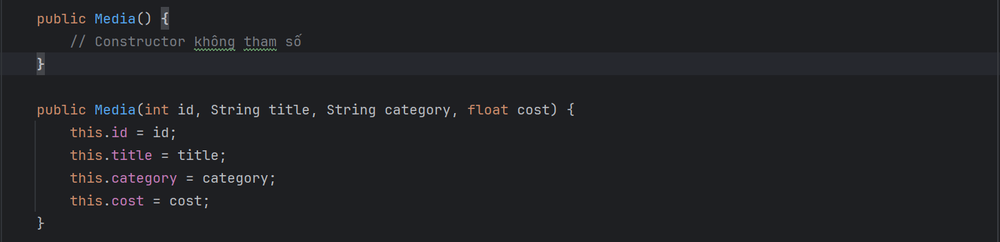 public Media() {
// Constructor không tham số
}
public Media(int id, String title, String category, float cost) {
this.id = id;
this.title = title;
this.category = category;
this.cost = cost;
}